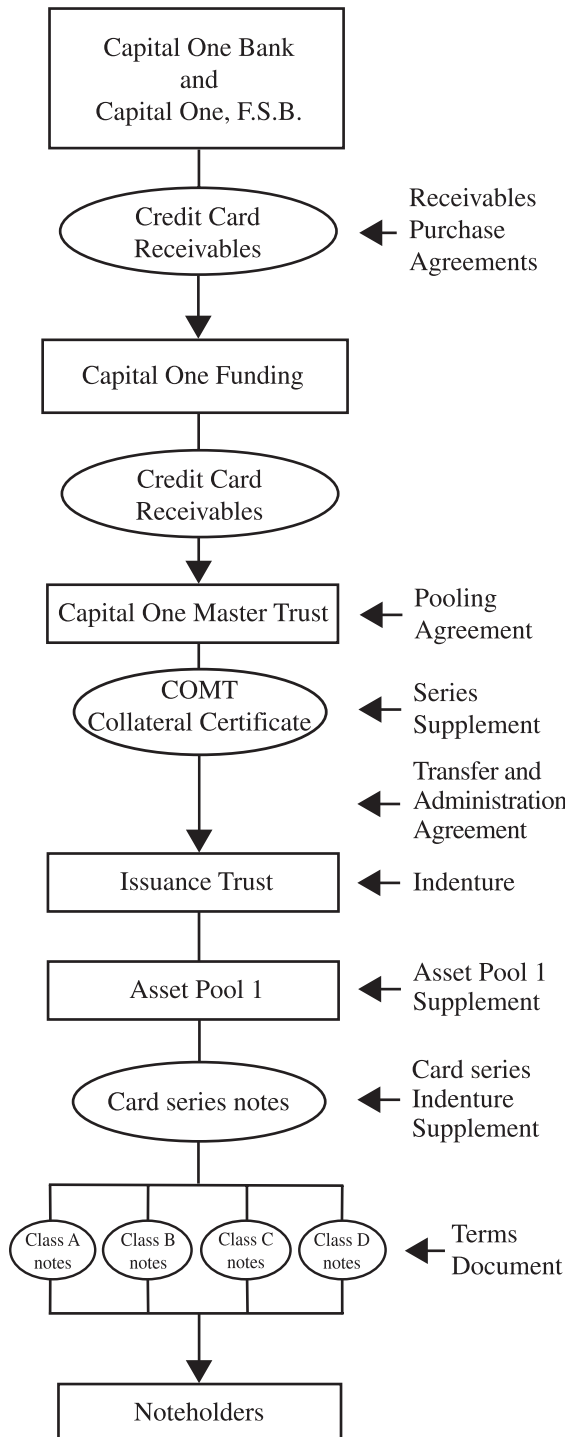 Capital One Bank
and
Capital One, F.S.B.
Credit Card
Receivables
Receivables
Purchase
Agreements
Capital One Funding
Credit Card
Receivables
Capital One Master Trust
Pooling
Agreement
COMT
Collateral Certificate
Series
Supplement
Transfer and
Administration
Agreement
Issuance Trust
Indenture
Asset Pool 1
Asset Pool 1
Supplement
Card series notes
Card series
Indenture
Supplement
Class A
notes
Class B
notes
Class C
notes
Class D
notes
Terms
Document
Noteholders